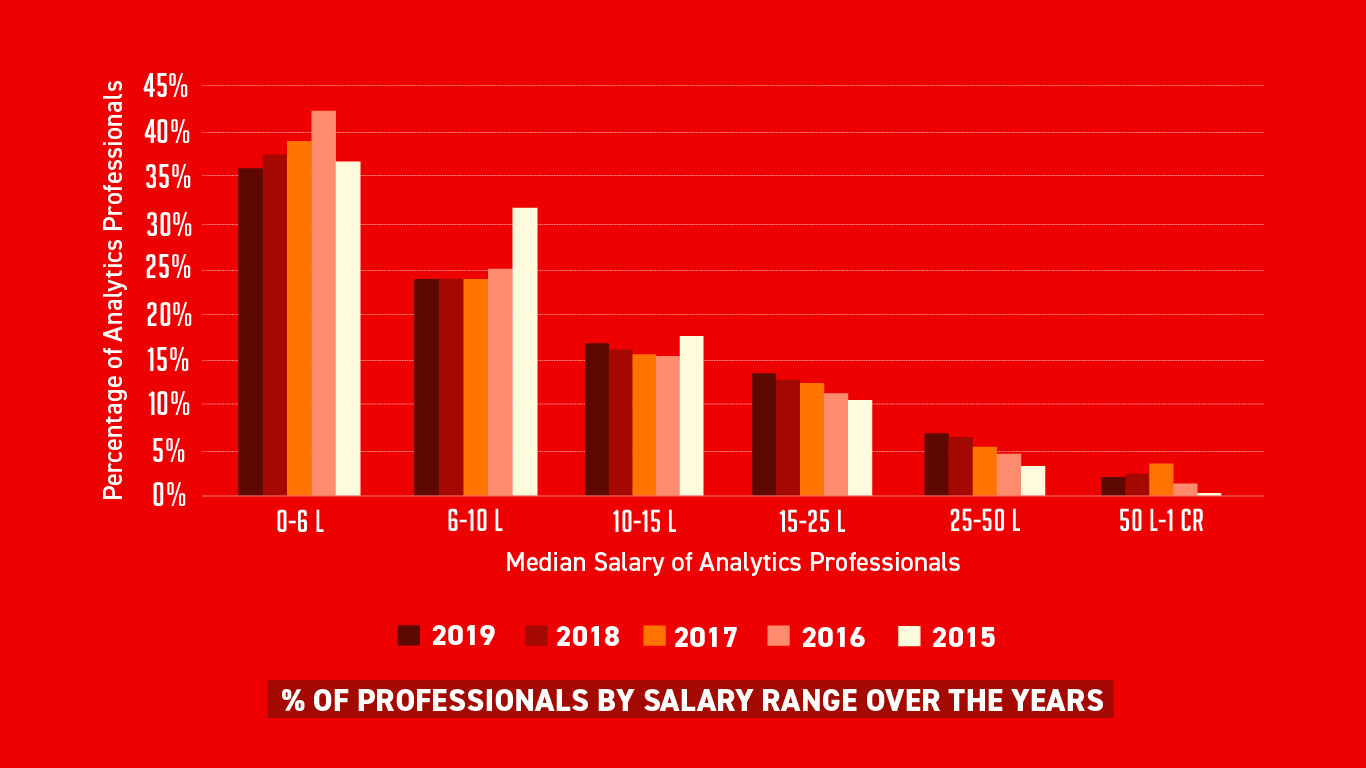 Percentage of Analytics Professionals
45%
40%
35%
30%
25%
20%
15%
10%
5%
0%
0-6 L 6-10 L 10-15 L 15-25 L 25-50 L 50 L-1 CR
Median Salary of Analytics Professionals
2019 2018 2017 2016 2015
% OF PROFESSIONALS BY SALARY RANGE OVER THE YEARS